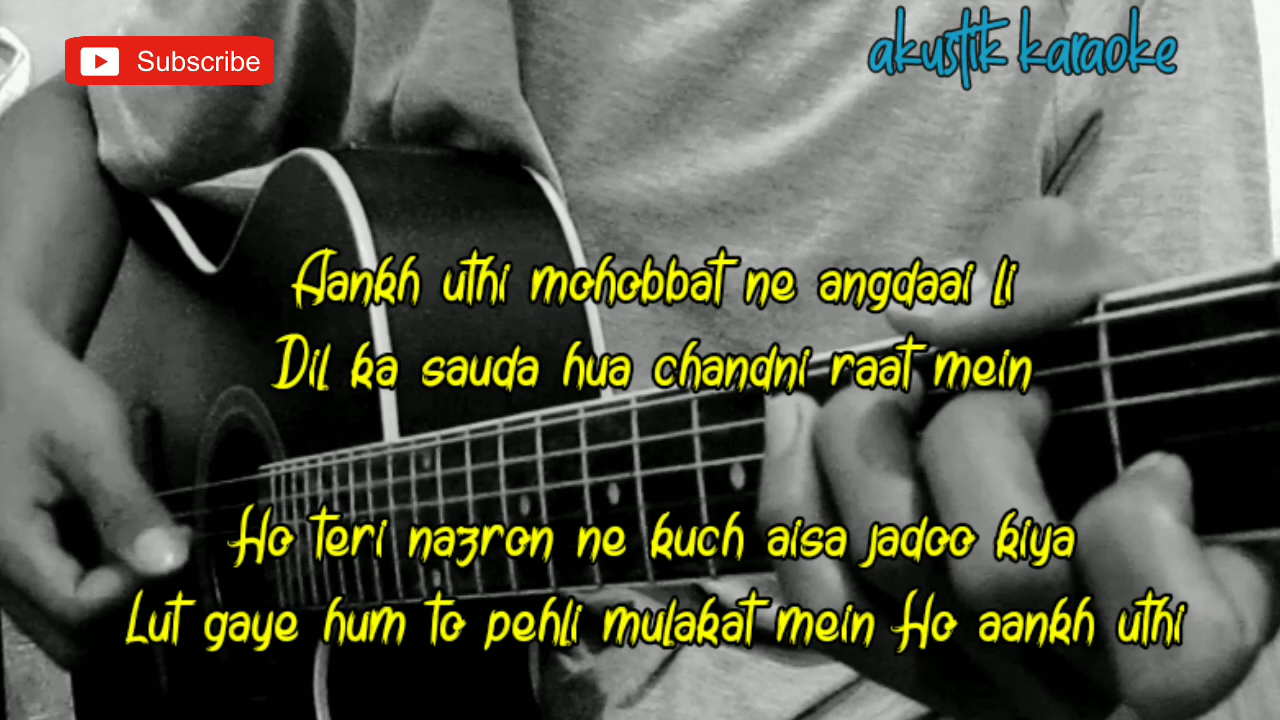 Subscribe
akustik karaoke
Aankh uthi mohobbat ne angdaai li
Dil ka sauda hua chandni raat mein
Ho teri nazron ne kuch aisa jadoo kiya
Lut gaye hum to pehli mulakat mein Ho aankh uthi